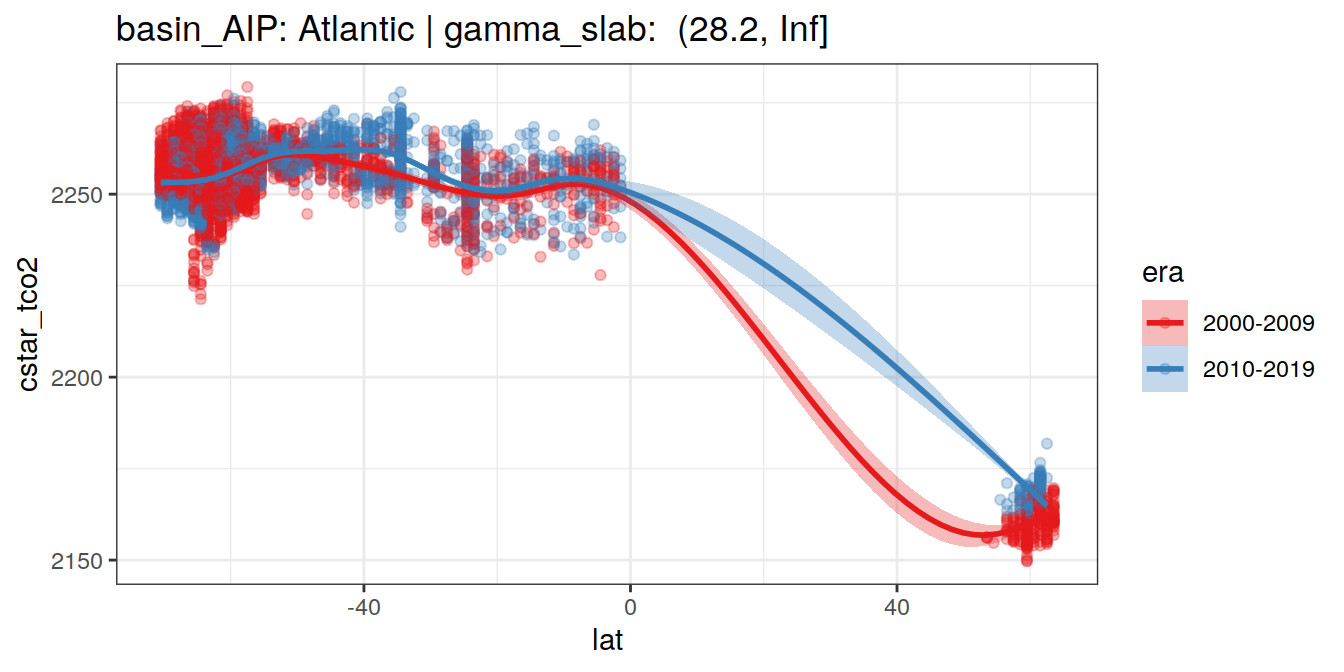 basin_AIP: Atlantic | gamma_slab:  (28.2, Inf]
cstar_tco2
2250
2200
2150
-40
0
40
lat
era
2000-2009
2010-2019